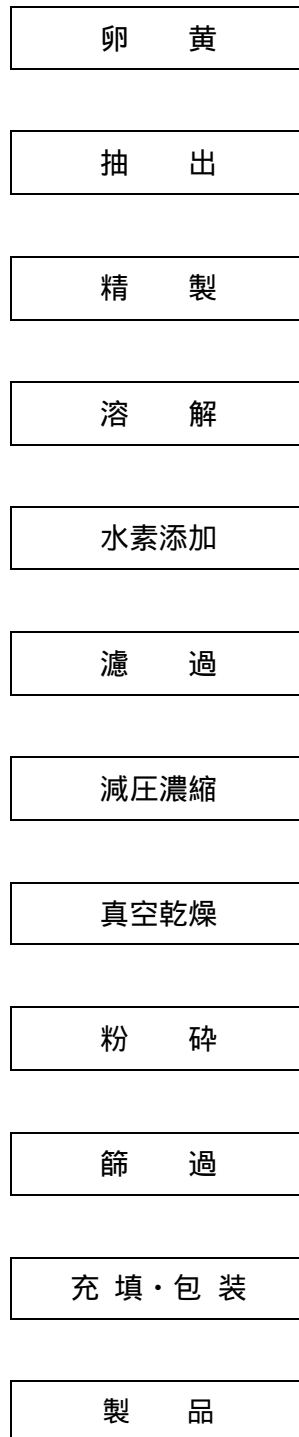 卵　黄
抽　出
精　製
溶　解
水素添加
濾　過
減圧濃縮
真空乾燥
粉　砕
篩　過
充 填・包 装
製　品